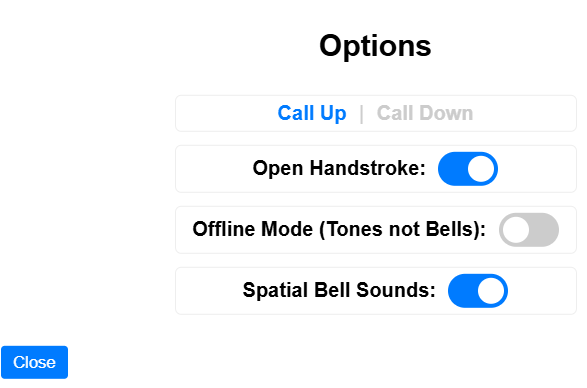 Options
Call Up | Call Down
Open Handstroke:
Offline Mode (Tones not Bells):
Spatial Bell Sounds:
Close